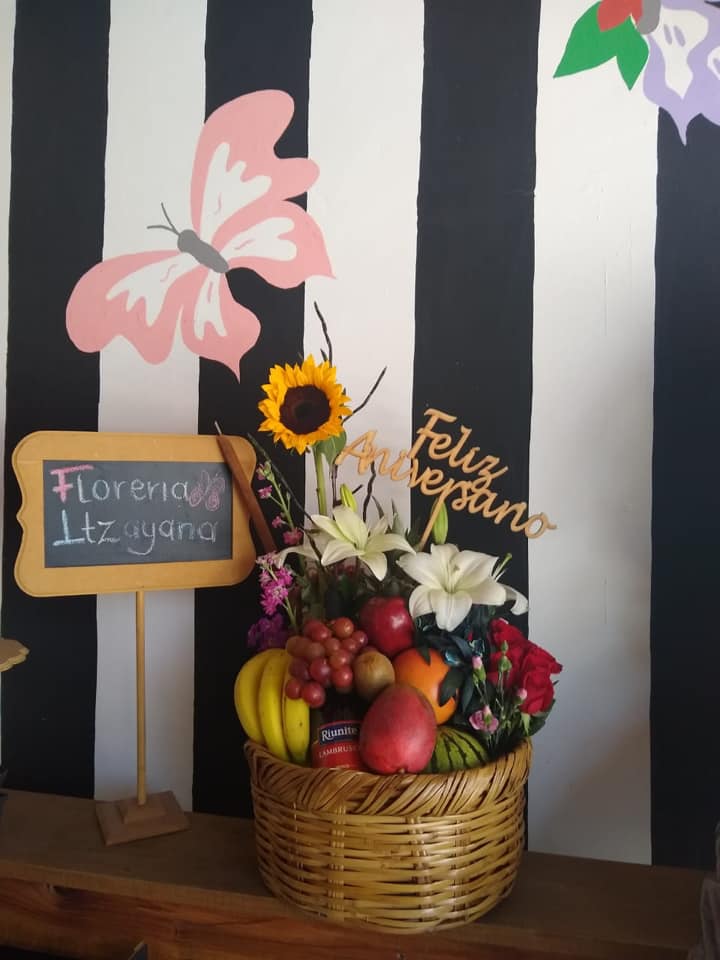 Floreria
Itzayana
Feliz
Aniversario
Riunite
LAMBRUSCO